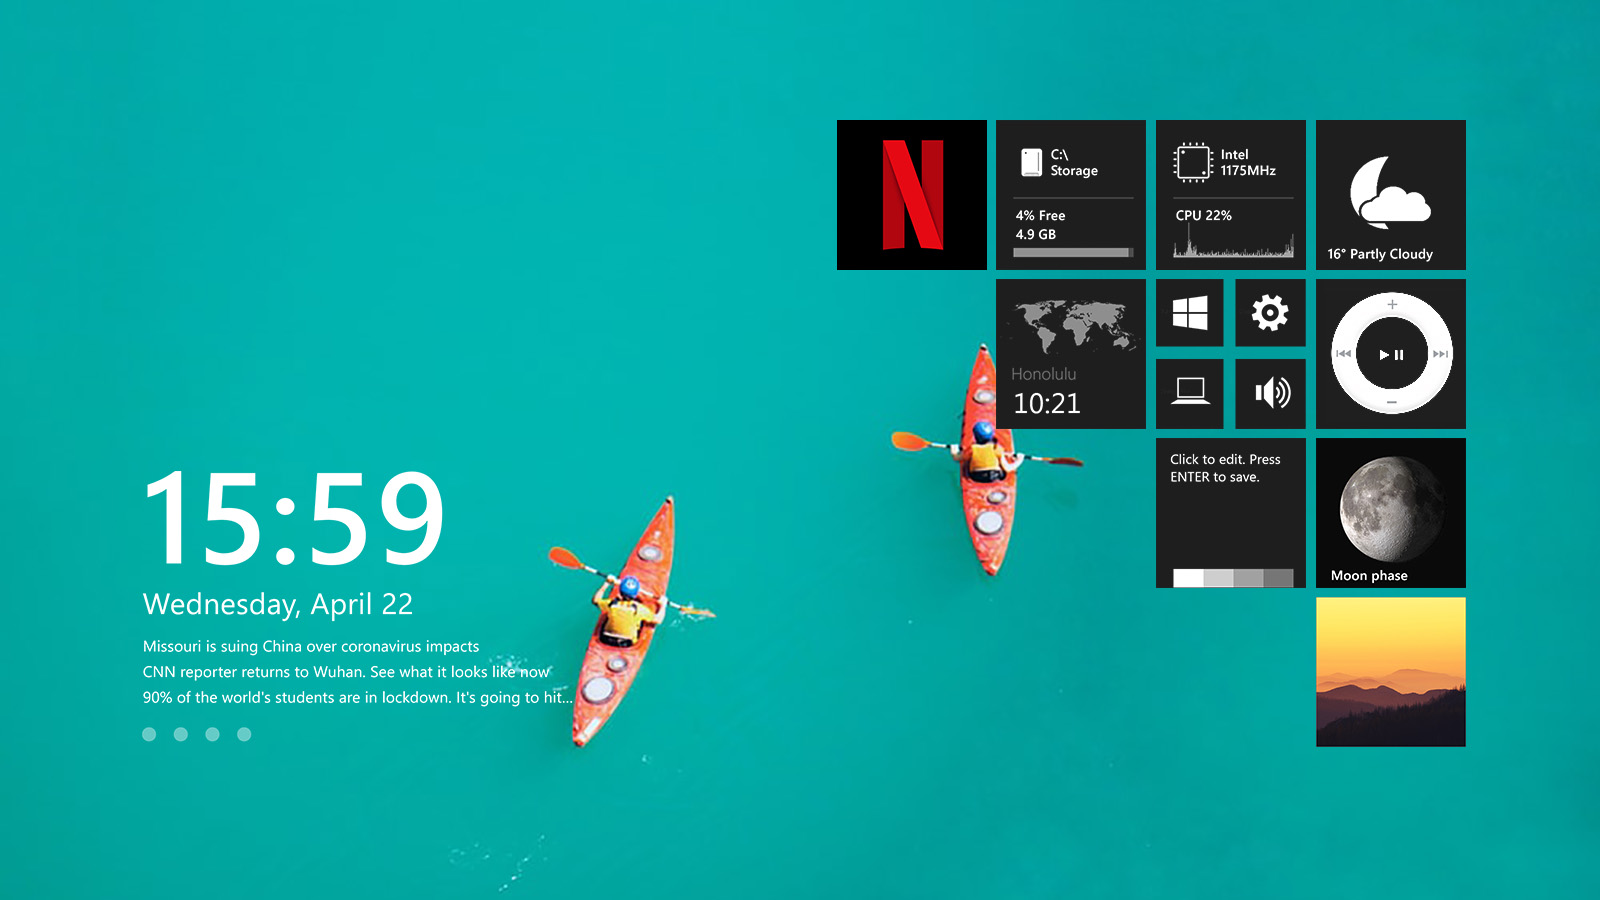 15:59
Wednesday, April 22
Missouri is suing China over coronavirus impacts
CNN reporter returns to Wuhan. See what it looks like now
90% of the world's students are in lockdown. It's going to hit...
N
C:\
Storage
4% Free
4.9 GB
Intel
1175MHz
CPU 22%
16° Partly Cloudy
Honolulu
10:21
Click to edit. Press
ENTER to save.
Moon phase